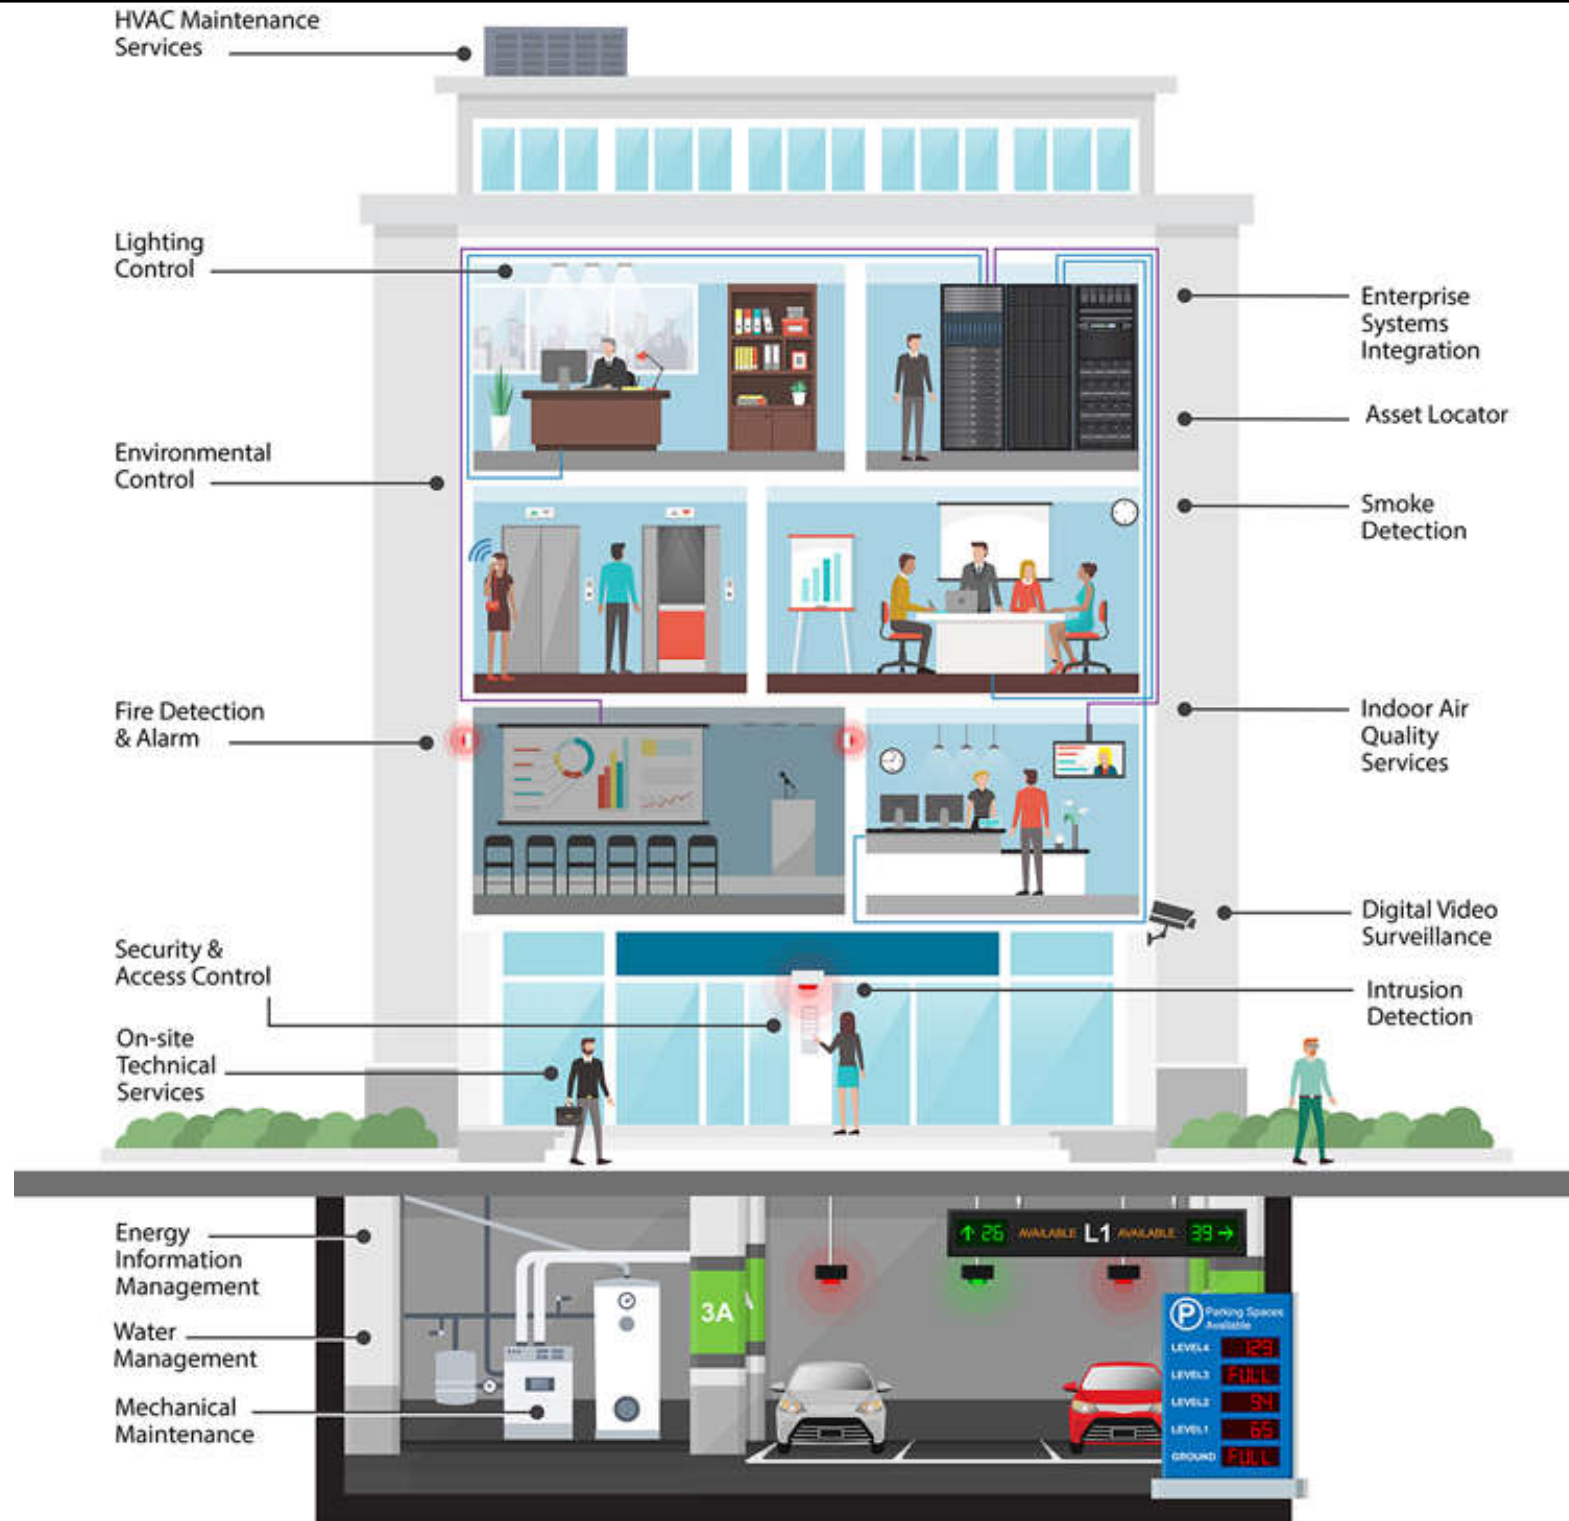 HVAC Maintenance
Services
Lighting
Control
Enterprise
Systems
Integration
Asset Locator
Environmental
Control
Smoke
Detection
Fire Detection
& Alarm
Indoor Air
Quality
Services
Digital Video
Surveillance
Security &
Access Control
Intrusion
Detection
On-site
Technical
Services
Energy
Information
Management
Water
Management
Mechanical
Maintenance
3A
↑ 26 AVAILABLE L1 AVAILABLE 39 →
P Parking Spaces
Available
LEVEL4 129
LEVEL3 FULL
LEVEL2 94
LEVEL1 65
GROUND FULL